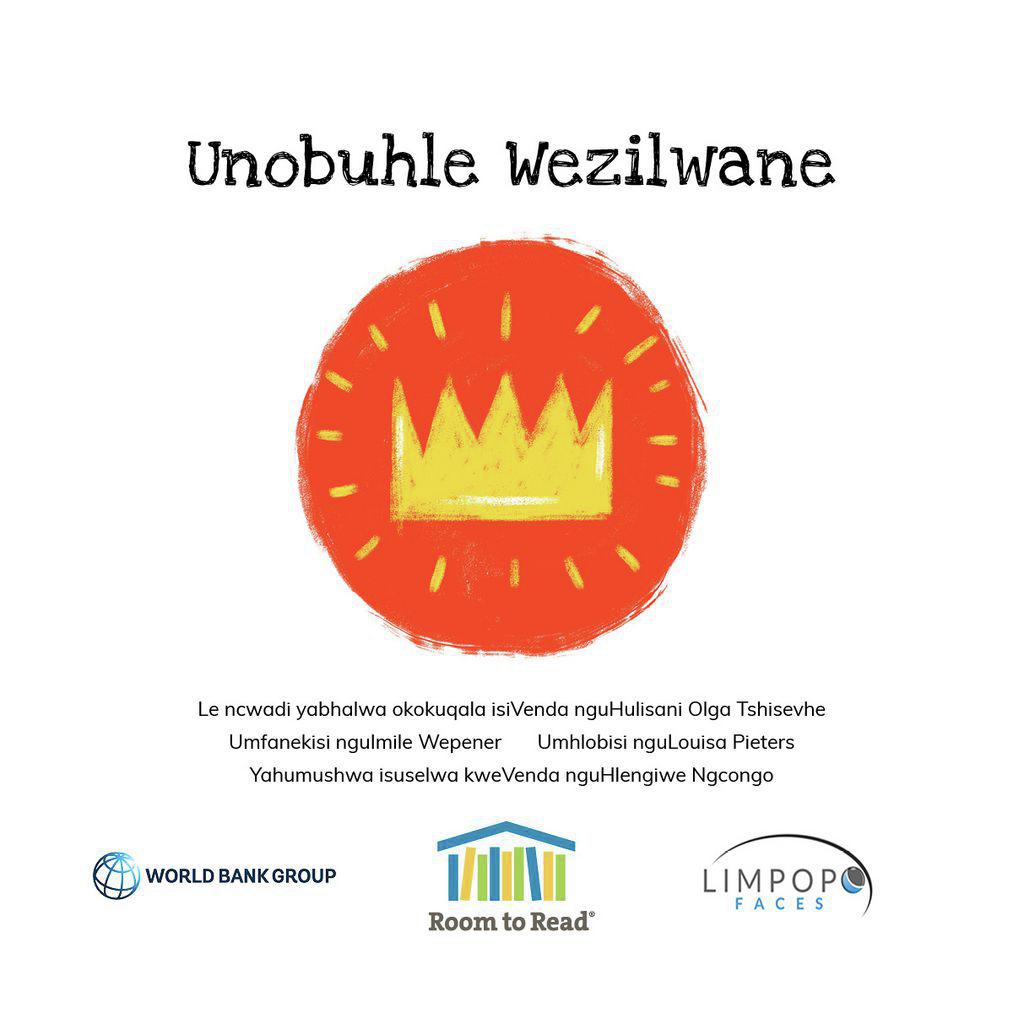 Unobuhle Wezilwane
Le ncwadi yabhalwa okokuqala isiVenda nguHulisani Olga Tshisevhe
Umfanekisi nguImile Wepener Umhlobisi nguLouisa Pieters
Yahumushwa isuselwa kweVenda nguHlengiwe Ngcongo
WORLD BANK GROUP
Room to Read®
LIMPOPO
FACES